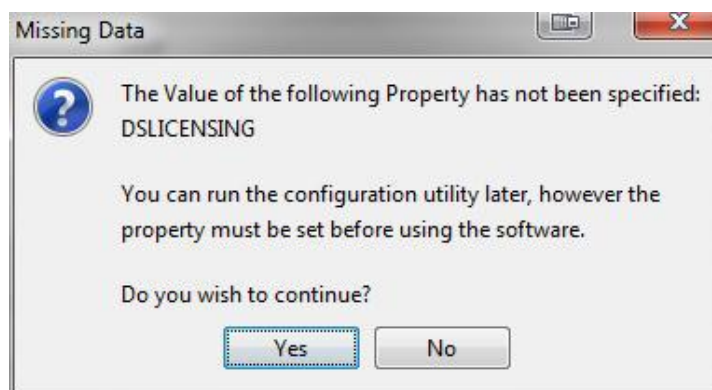 Missing Data
The Value of the following Property has not been specified:
DSLICENSING
You can run the configuration utility later, however the
property must be set before using the software.
Do you wish to continue?
Yes
No